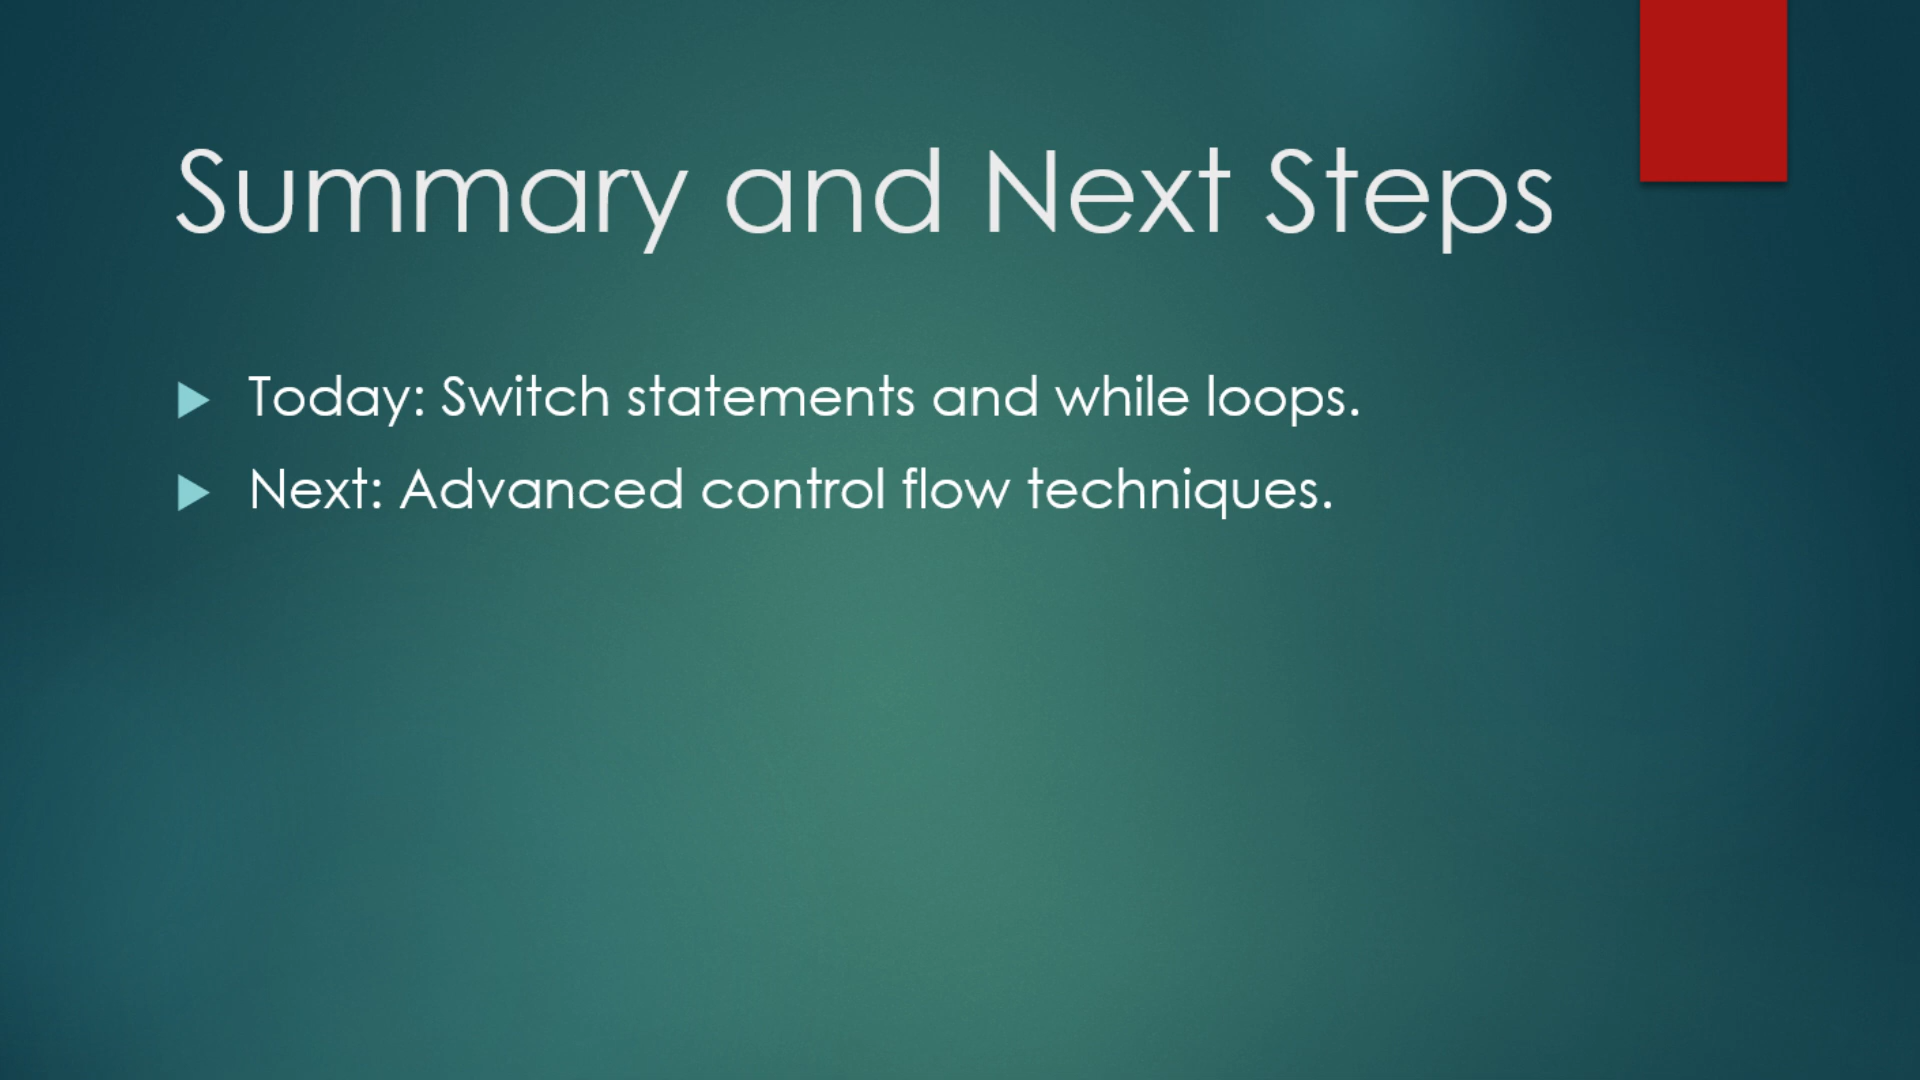 Summary and Next Steps
Today: Switch statements and while loops.
Next: Advanced control flow techniques.